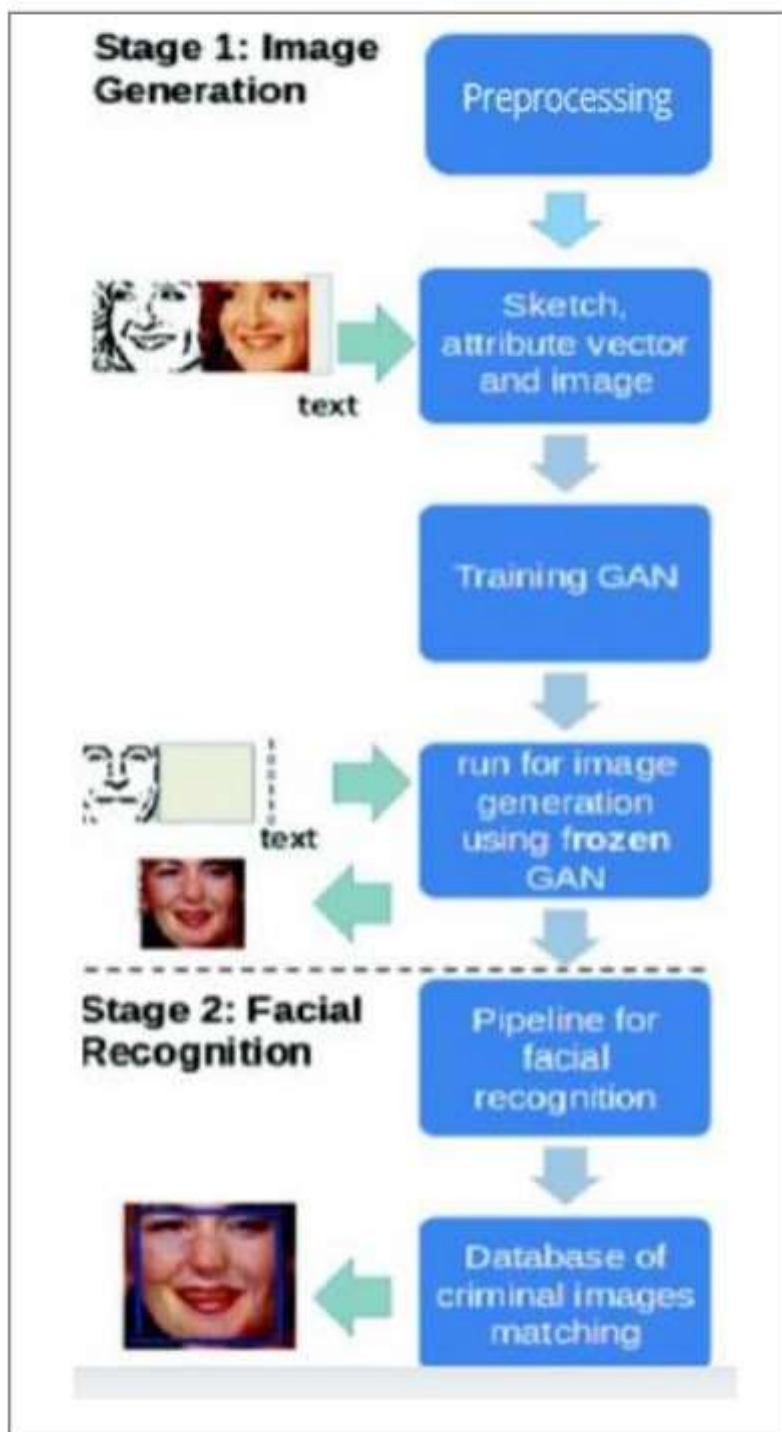 Stage 1: Image
Generation
Preprocessing
Sketch,
attribute vector
and image
text
Training GAN
run for image
generation
using frozen
GAN
text
Stage 2: Facial
Recognition
Pipeline for
facial
recognition
Database of
criminal images
matching